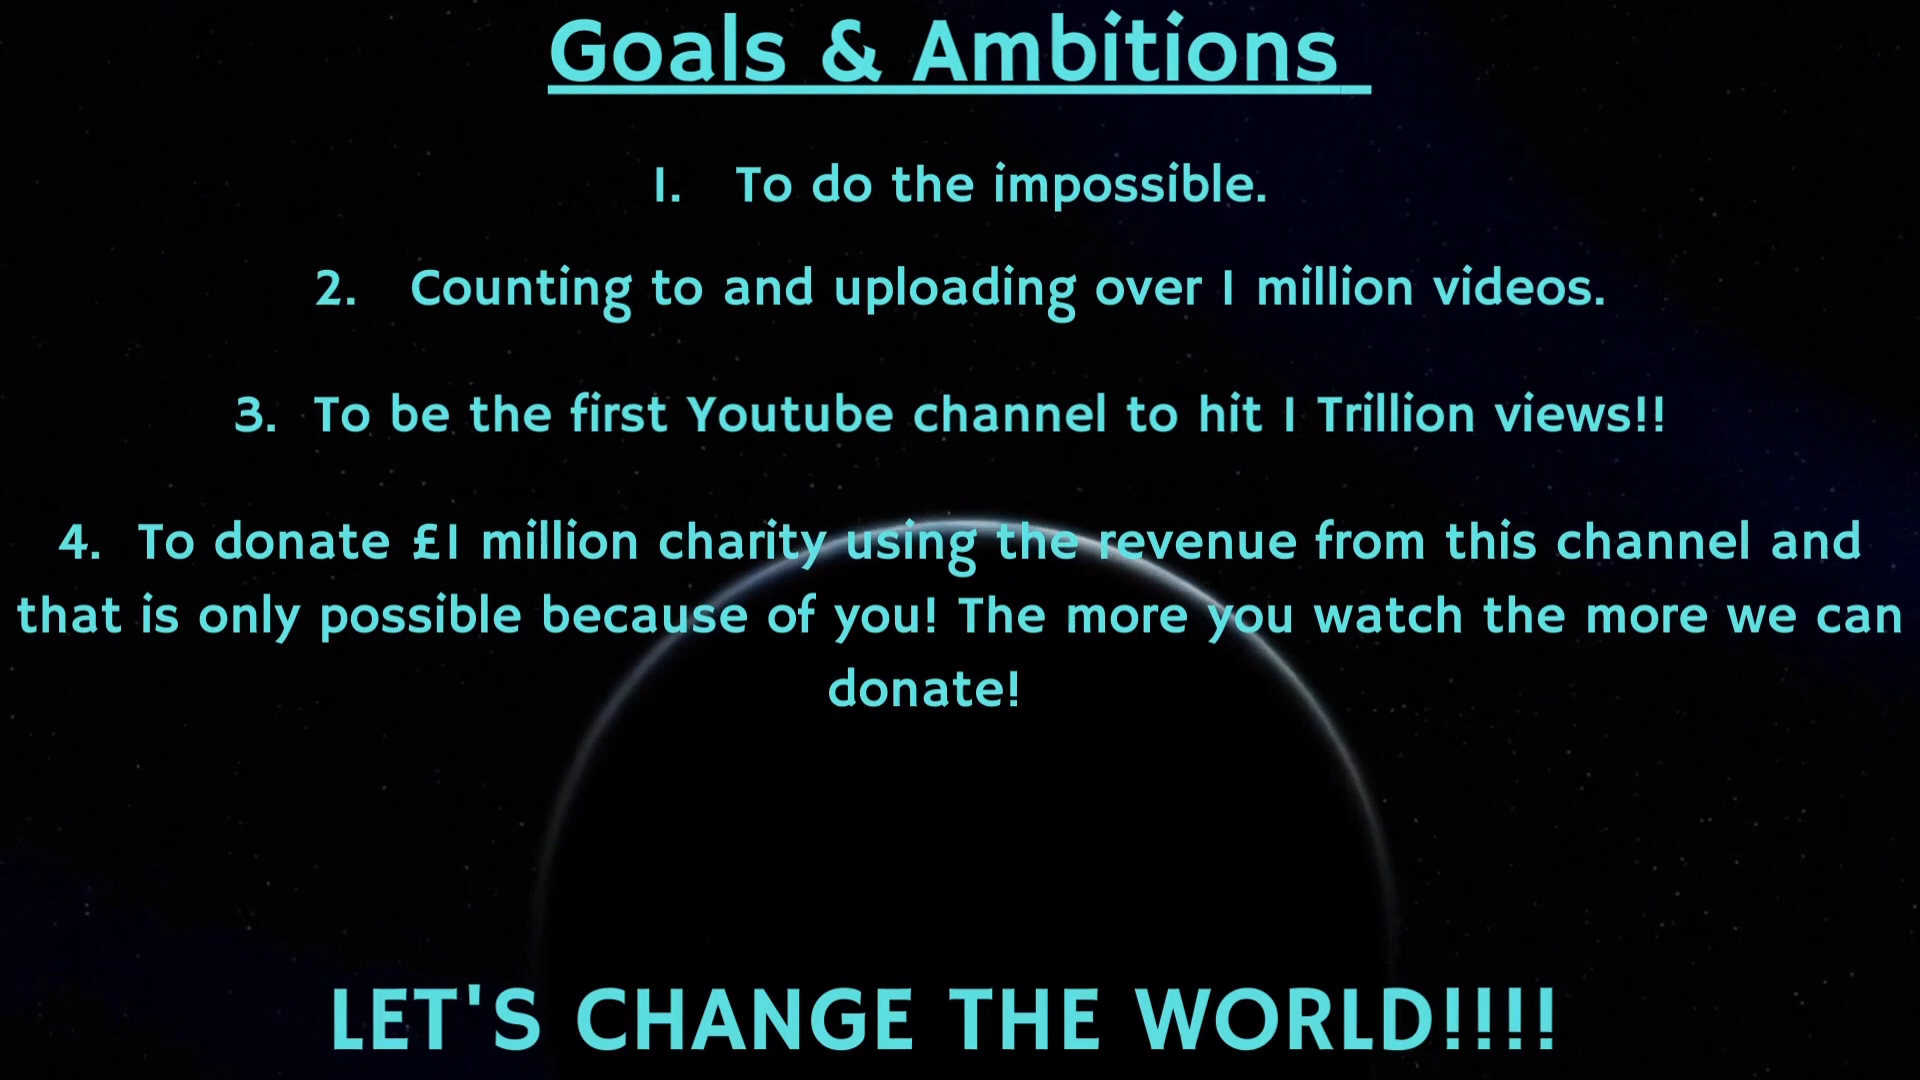 Goals & Ambitions
1. To do the impossible.
2. Counting to and uploading over 1 million videos.
3. To be the first Youtube channel to hit 1 Trillion views!!
4. To donate £1 million charity using the revenue from this channel and
that is only possible because of you! The more you watch the more we can
donate!
LET'S CHANGE THE WORLD!!!!